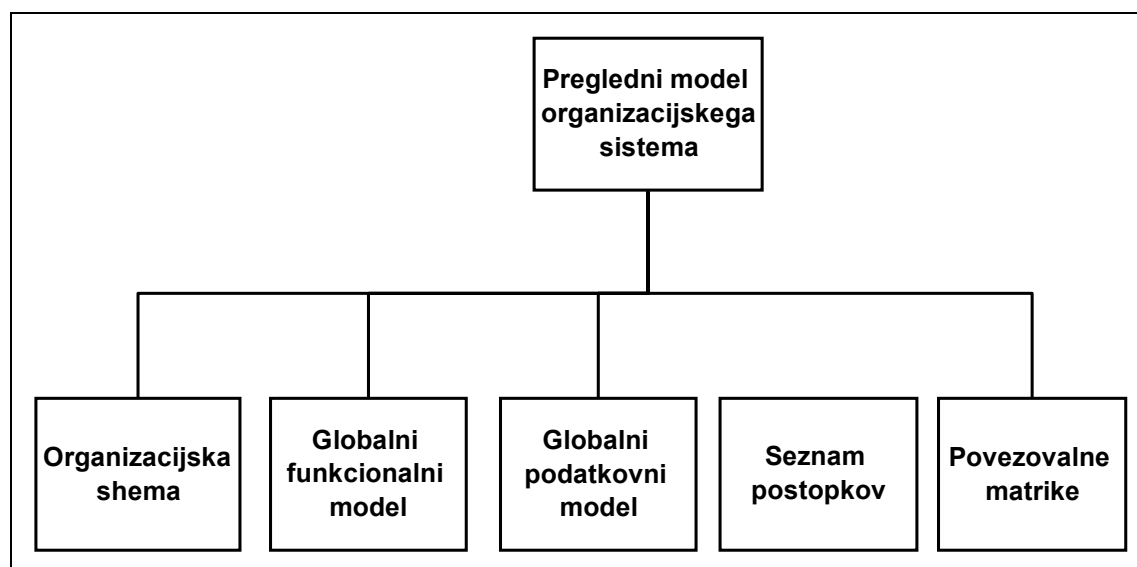 Pregledni model
organizacijskega
sistema
Organizacijska
shema
Globalni
funkcionalni
model
Globalni
podatkovni
model
Seznam
postopkov
Povezovalne
matrike